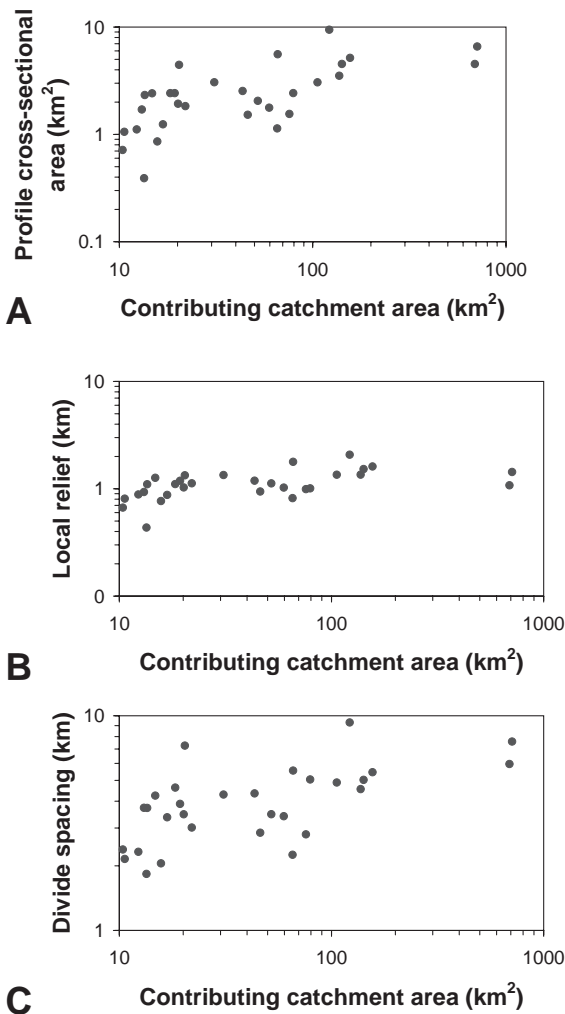 10
1
0.1
Profile cross-sectional
area (km²)
10 100 1000
Contributing catchment area (km²)
A
10
1
0
Local relief (km)
10 100 1000
Contributing catchment area (km²)
B
10
1
Divide spacing (km)
10 100 1000
Contributing catchment area (km²)
C